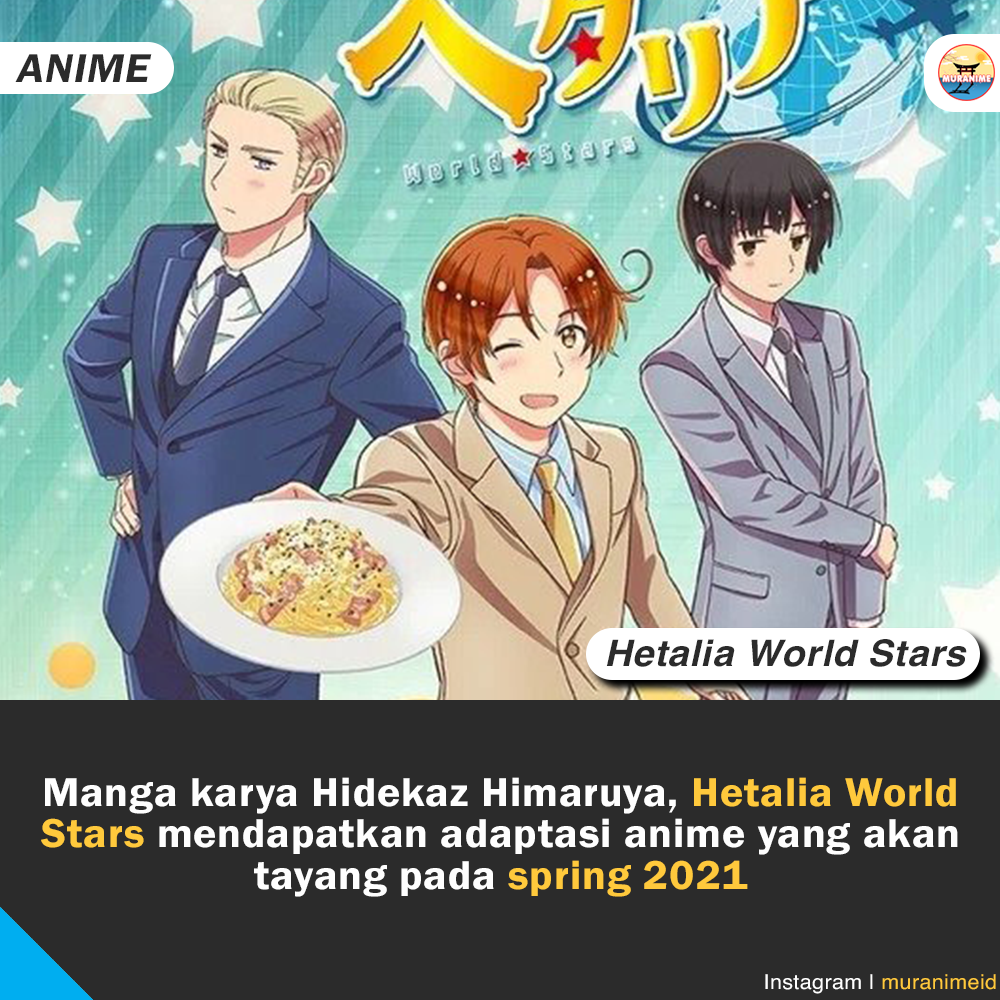 ANIME
ヘタリア
World★Stars
MURANIME
Hetalia World Stars
Manga karya Hidekaz Himaruya, Hetalia World
Stars mendapatkan adaptasi anime yang akan
tayang pada spring 2021
Instagram | muranimeid